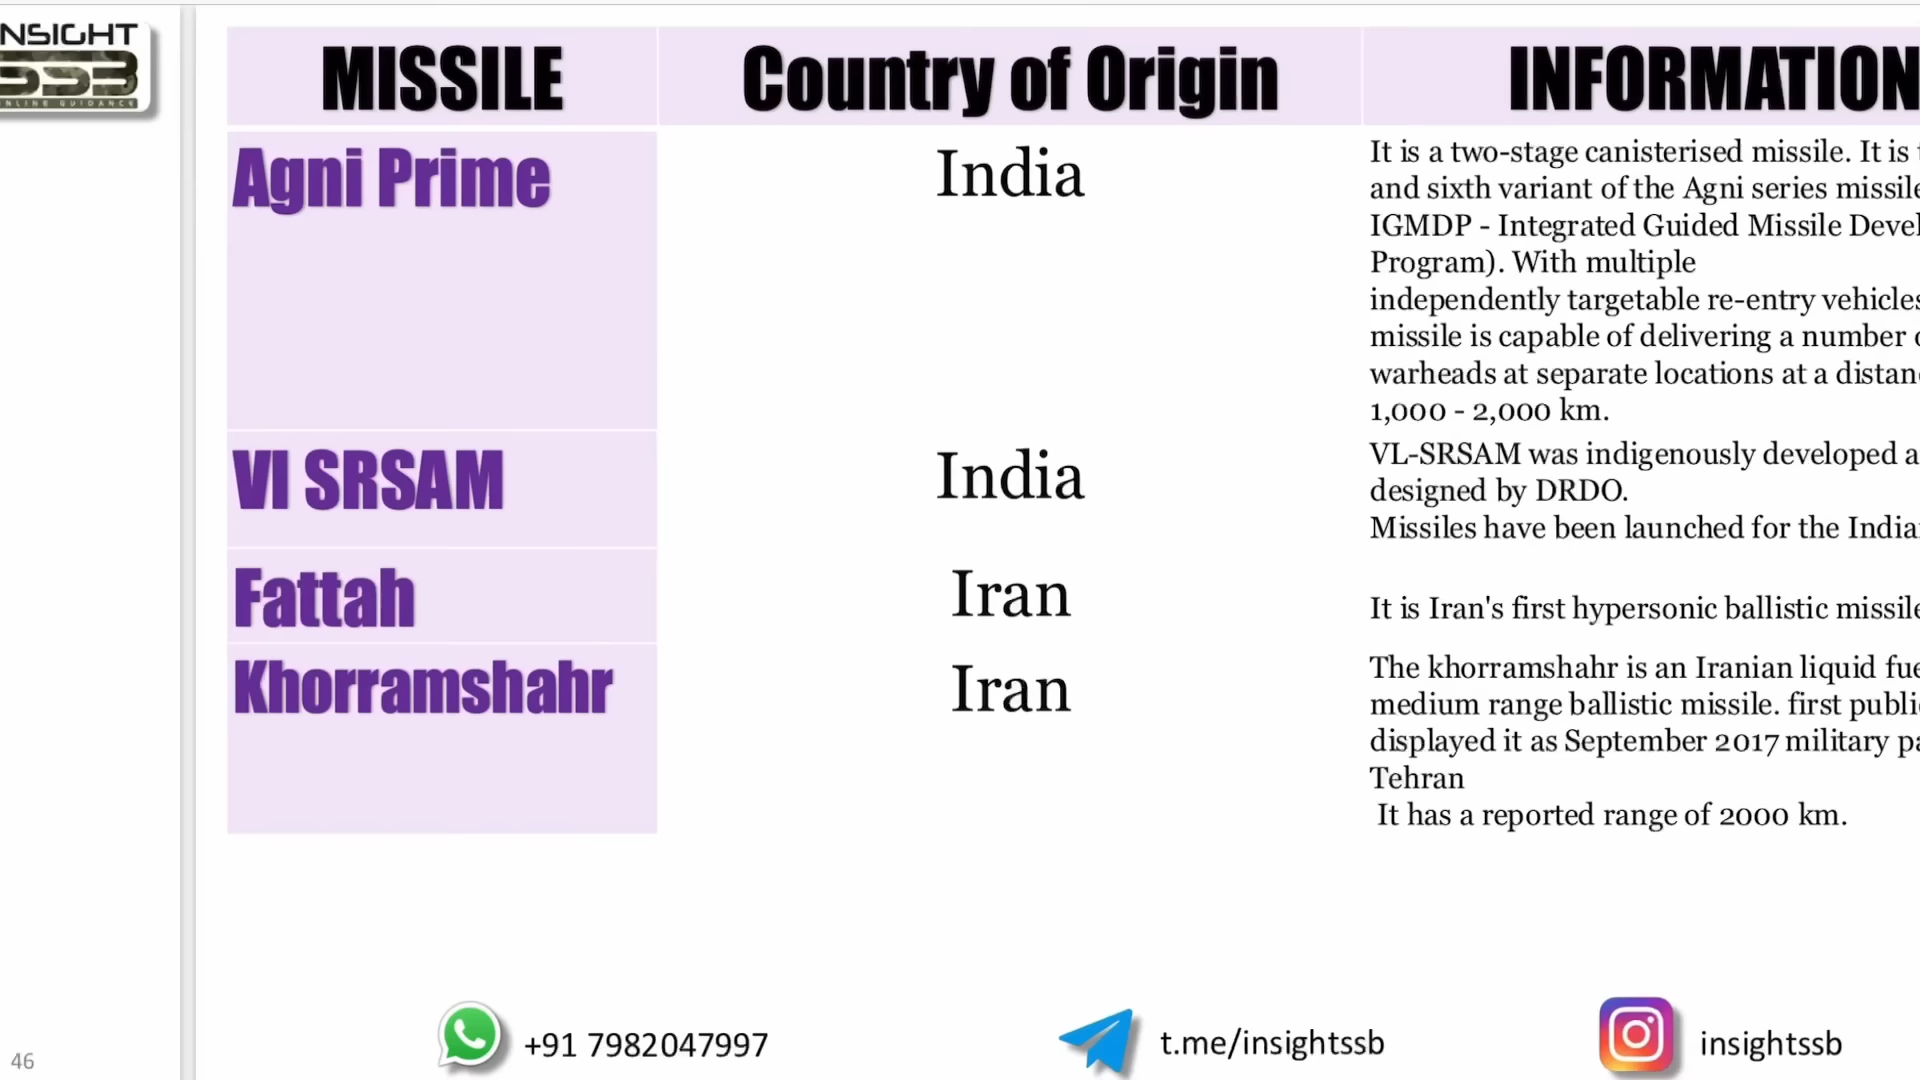 NSIGHT
SSB
ONLINE GUIDANCE
MISSILE Country of Origin INFORMATION
Agni Prime India
It is a two-stage canisterised missile. It is
and sixth variant of the Agni series missile
IGMDP - Integrated Guided Missile Devel
Program). With multiple
independently targetable re-entry vehicles
missile is capable of delivering a number
warheads at separate locations at a distan
1,000 - 2,000 km.
VI SRSAM India
VL-SRSAM was indigenously developed a
designed by DRDO.
Missiles have been launched for the India
Fattah Iran
It is Iran's first hypersonic ballistic missile
Khorramshahr Iran
The khorramshahr is an Iranian liquid fue
medium range ballistic missile. first publi
displayed it as September 2017 military pa
Tehran
It has a reported range of 2000 km.
+91 7982047997 t.me/insightssb insightssb
46